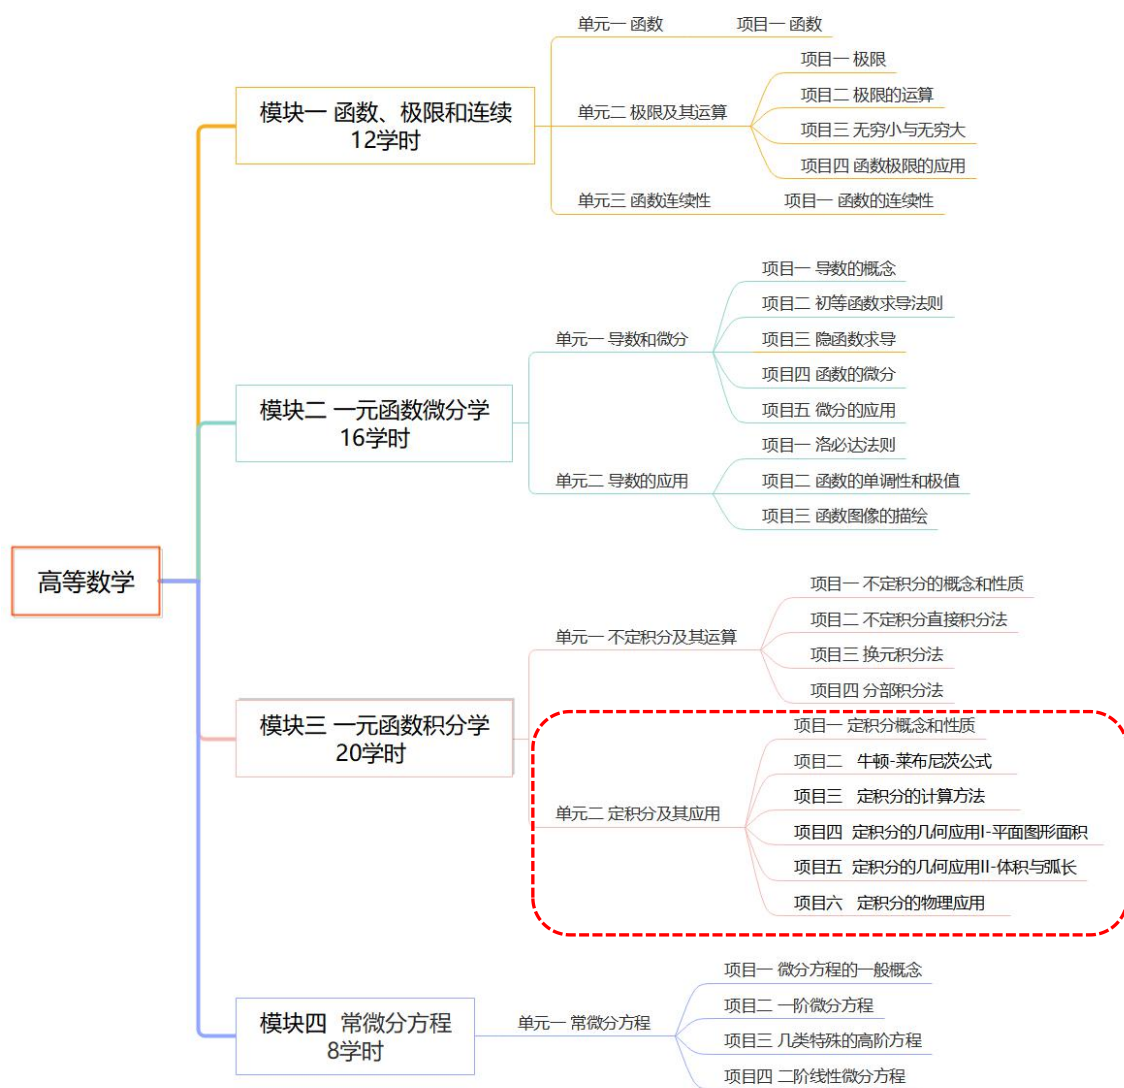 高等数学
模块一 函数、极限和连续
12学时
单元一 函数
项目一 函数
单元二 极限及其运算
项目一 极限
项目二 极限的运算
项目三 无穷小与无穷大
项目四 函数极限的应用
单元三 函数连续性
项目一 函数的连续性
模块二 一元函数微分学
16学时
单元一 导数和微分
项目一 导数的概念
项目二 初等函数求导法则
项目三 隐函数求导
项目四 函数的微分
项目五 微分的应用
单元二 导数的应用
项目一 洛必达法则
项目二 函数的单调性和极值
项目三 函数图像的描绘
模块三 一元函数积分学
20学时
单元一 不定积分及其运算
项目一 不定积分的概念和性质
项目二 不定积分直接积分法
项目三 换元积分法
项目四 分部积分法
单元二 定积分及其应用
项目一 定积分概念和性质
项目二 牛顿-莱布尼茨公式
项目三 定积分的计算方法
项目四 定积分的几何应用I-平面图形面积
项目五 定积分的几何应用II-体积与弧长
项目六 定积分的物理应用
模块四 常微分方程
8学时
单元一 常微分方程
项目一 微分方程的一般概念
项目二 一阶微分方程
项目三 几类特殊的高阶方程
项目四 二阶线性微分方程